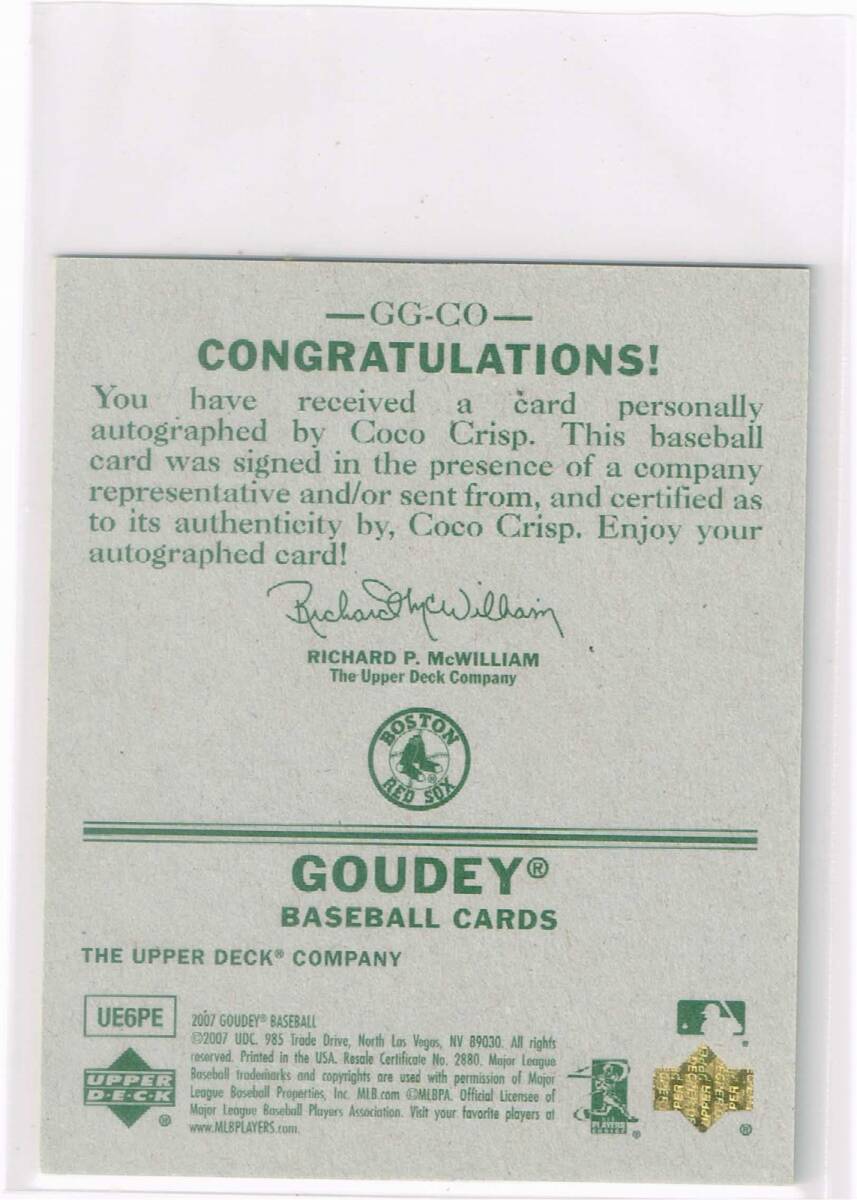 —GG-CO—
CONGRATULATIONS!
You have received a card personally
autographed by Coco Crisp. This baseball
card was signed in the presence of a company
representative and/or sent from, and certified as
to its authenticity by, Coco Crisp. Enjoy your
autographed card!
Richard McWilliam
RICHARD P. McWILLIAM
The Upper Deck Company
BOSTON
RED SOX
GOUDEY®
BASEBALL CARDS
THE UPPER DECK® COMPANY
UE6PE
UPPER
D·E·C·K
®
2007 GOUDEY® BASEBALL
©2007 UDC. 985 Trade Drive, North Las Vegas, NV 89030. All rights
reserved. Printed in the USA. Resale Certificate No. 2880. Major League
Baseball trademarks and copyrights are used with permission of Major
League Baseball Properties, Inc. MLB.com ©MLBPA. Official Licensee of
Major League Baseball Players Association. Visit your favorite players at
www.MLBPLAYERS.com.
PLAYERS
CHOICE
®